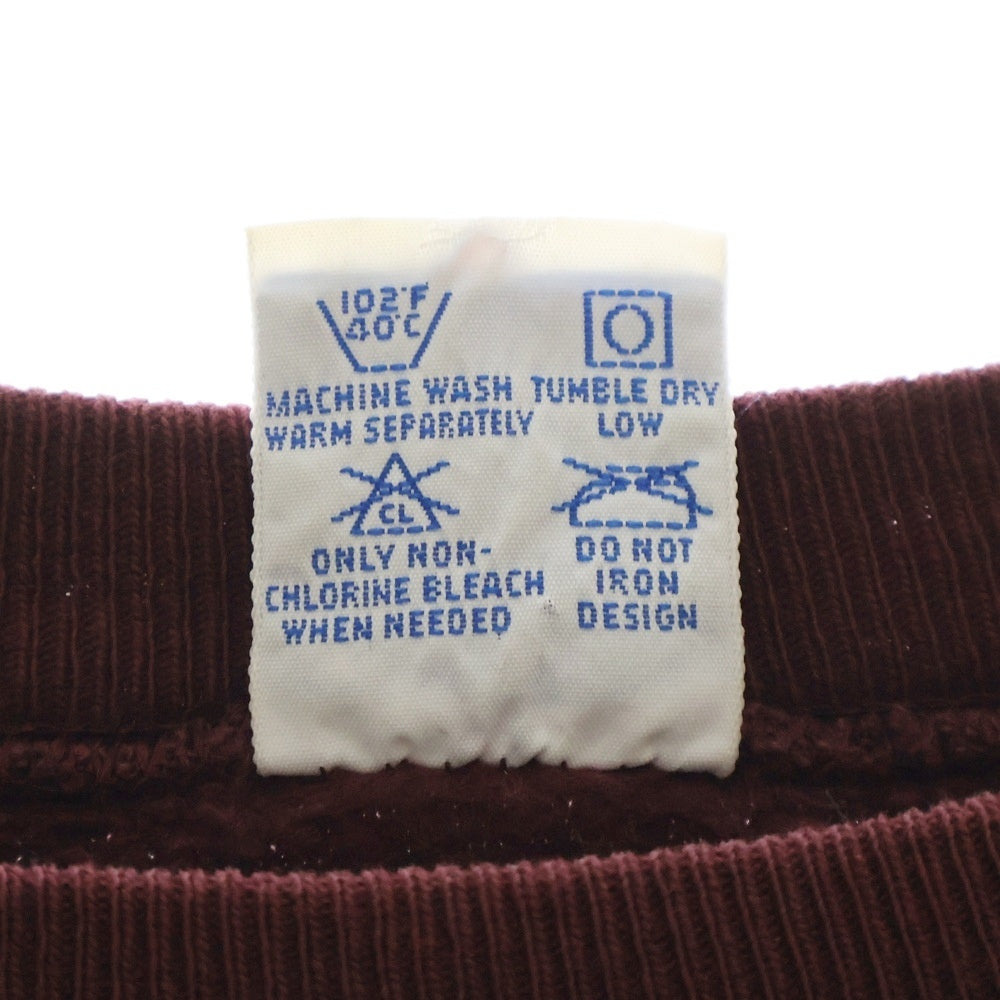 102°F
40°C
MACHINE WASH
WARM SEPARATELY
TUMBLE DRY
LOW
CL
ONLY NON-
CHLORINE BLEACH
WHEN NEEDED
DO NOT
IRON
DESIGN